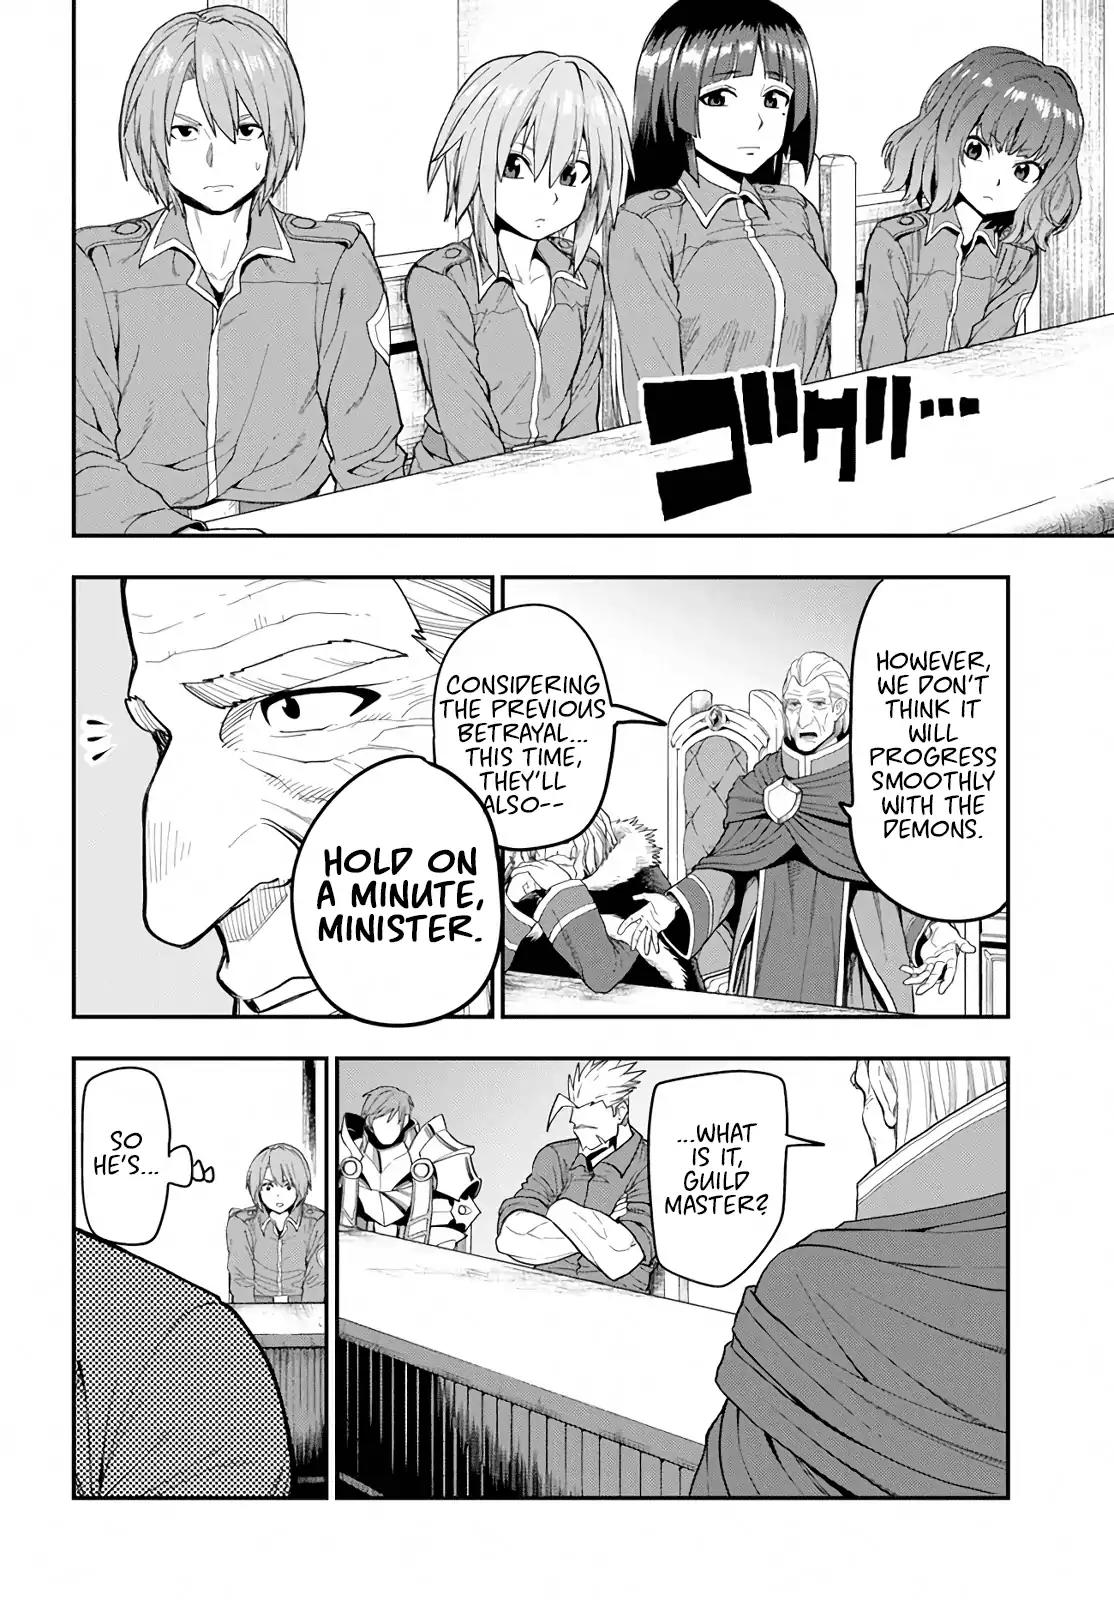 ゴクリ…
HOWEVER,
WE DON'T
THINK IT
WILL
PROGRESS
SMOOTHLY
WITH THE
DEMONS.
CONSIDERING
THE PREVIOUS
BETRAYAL...
THIS TIME,
THEY'LL
ALSO--
HOLD ON
A MINUTE,
MINISTER.
...WHAT
IS IT,
GUILD
MASTER?
SO
HE'S...